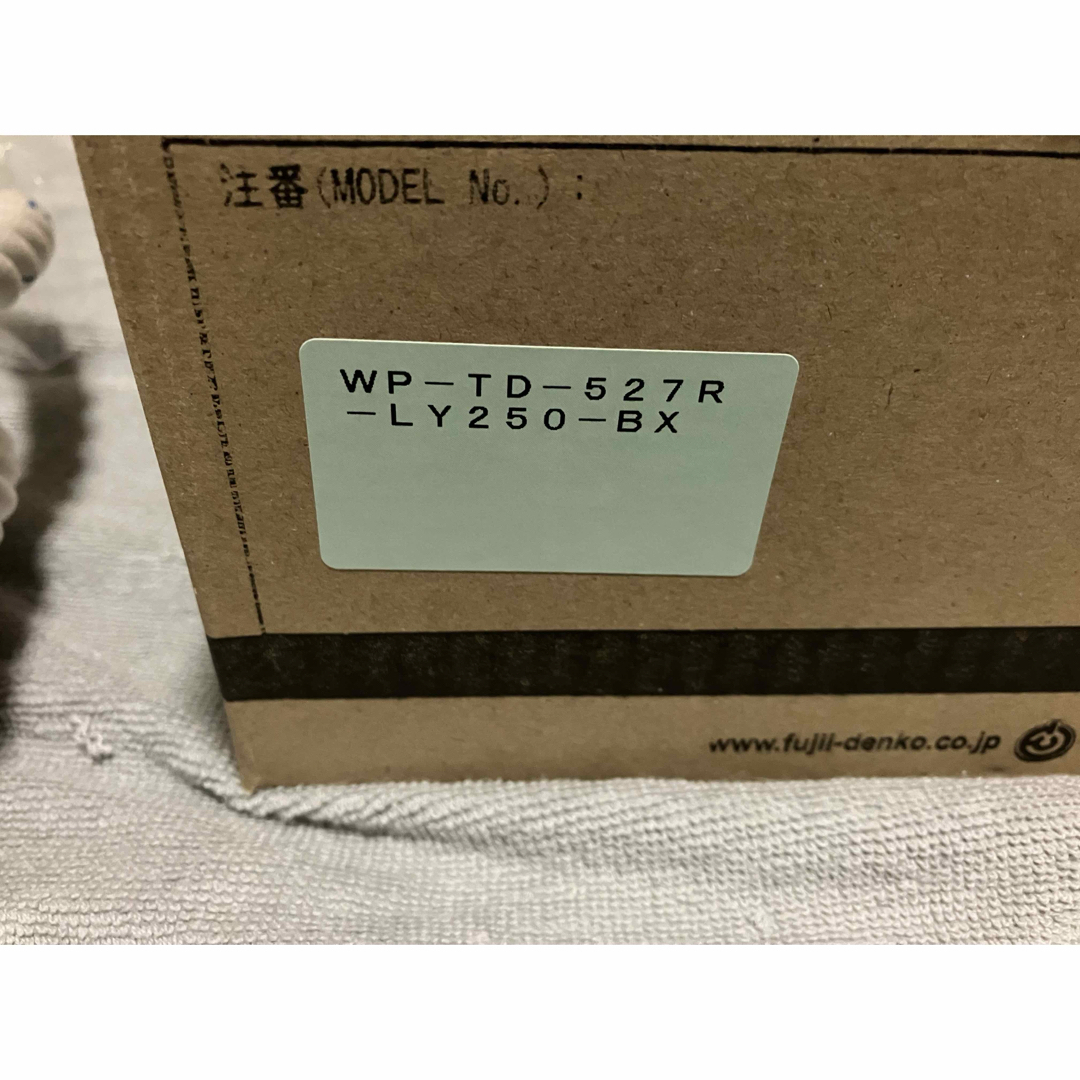 注番(MODEL No.):
WP-TD-527R
-LY250-BX
www.fujii-denko.co.jp